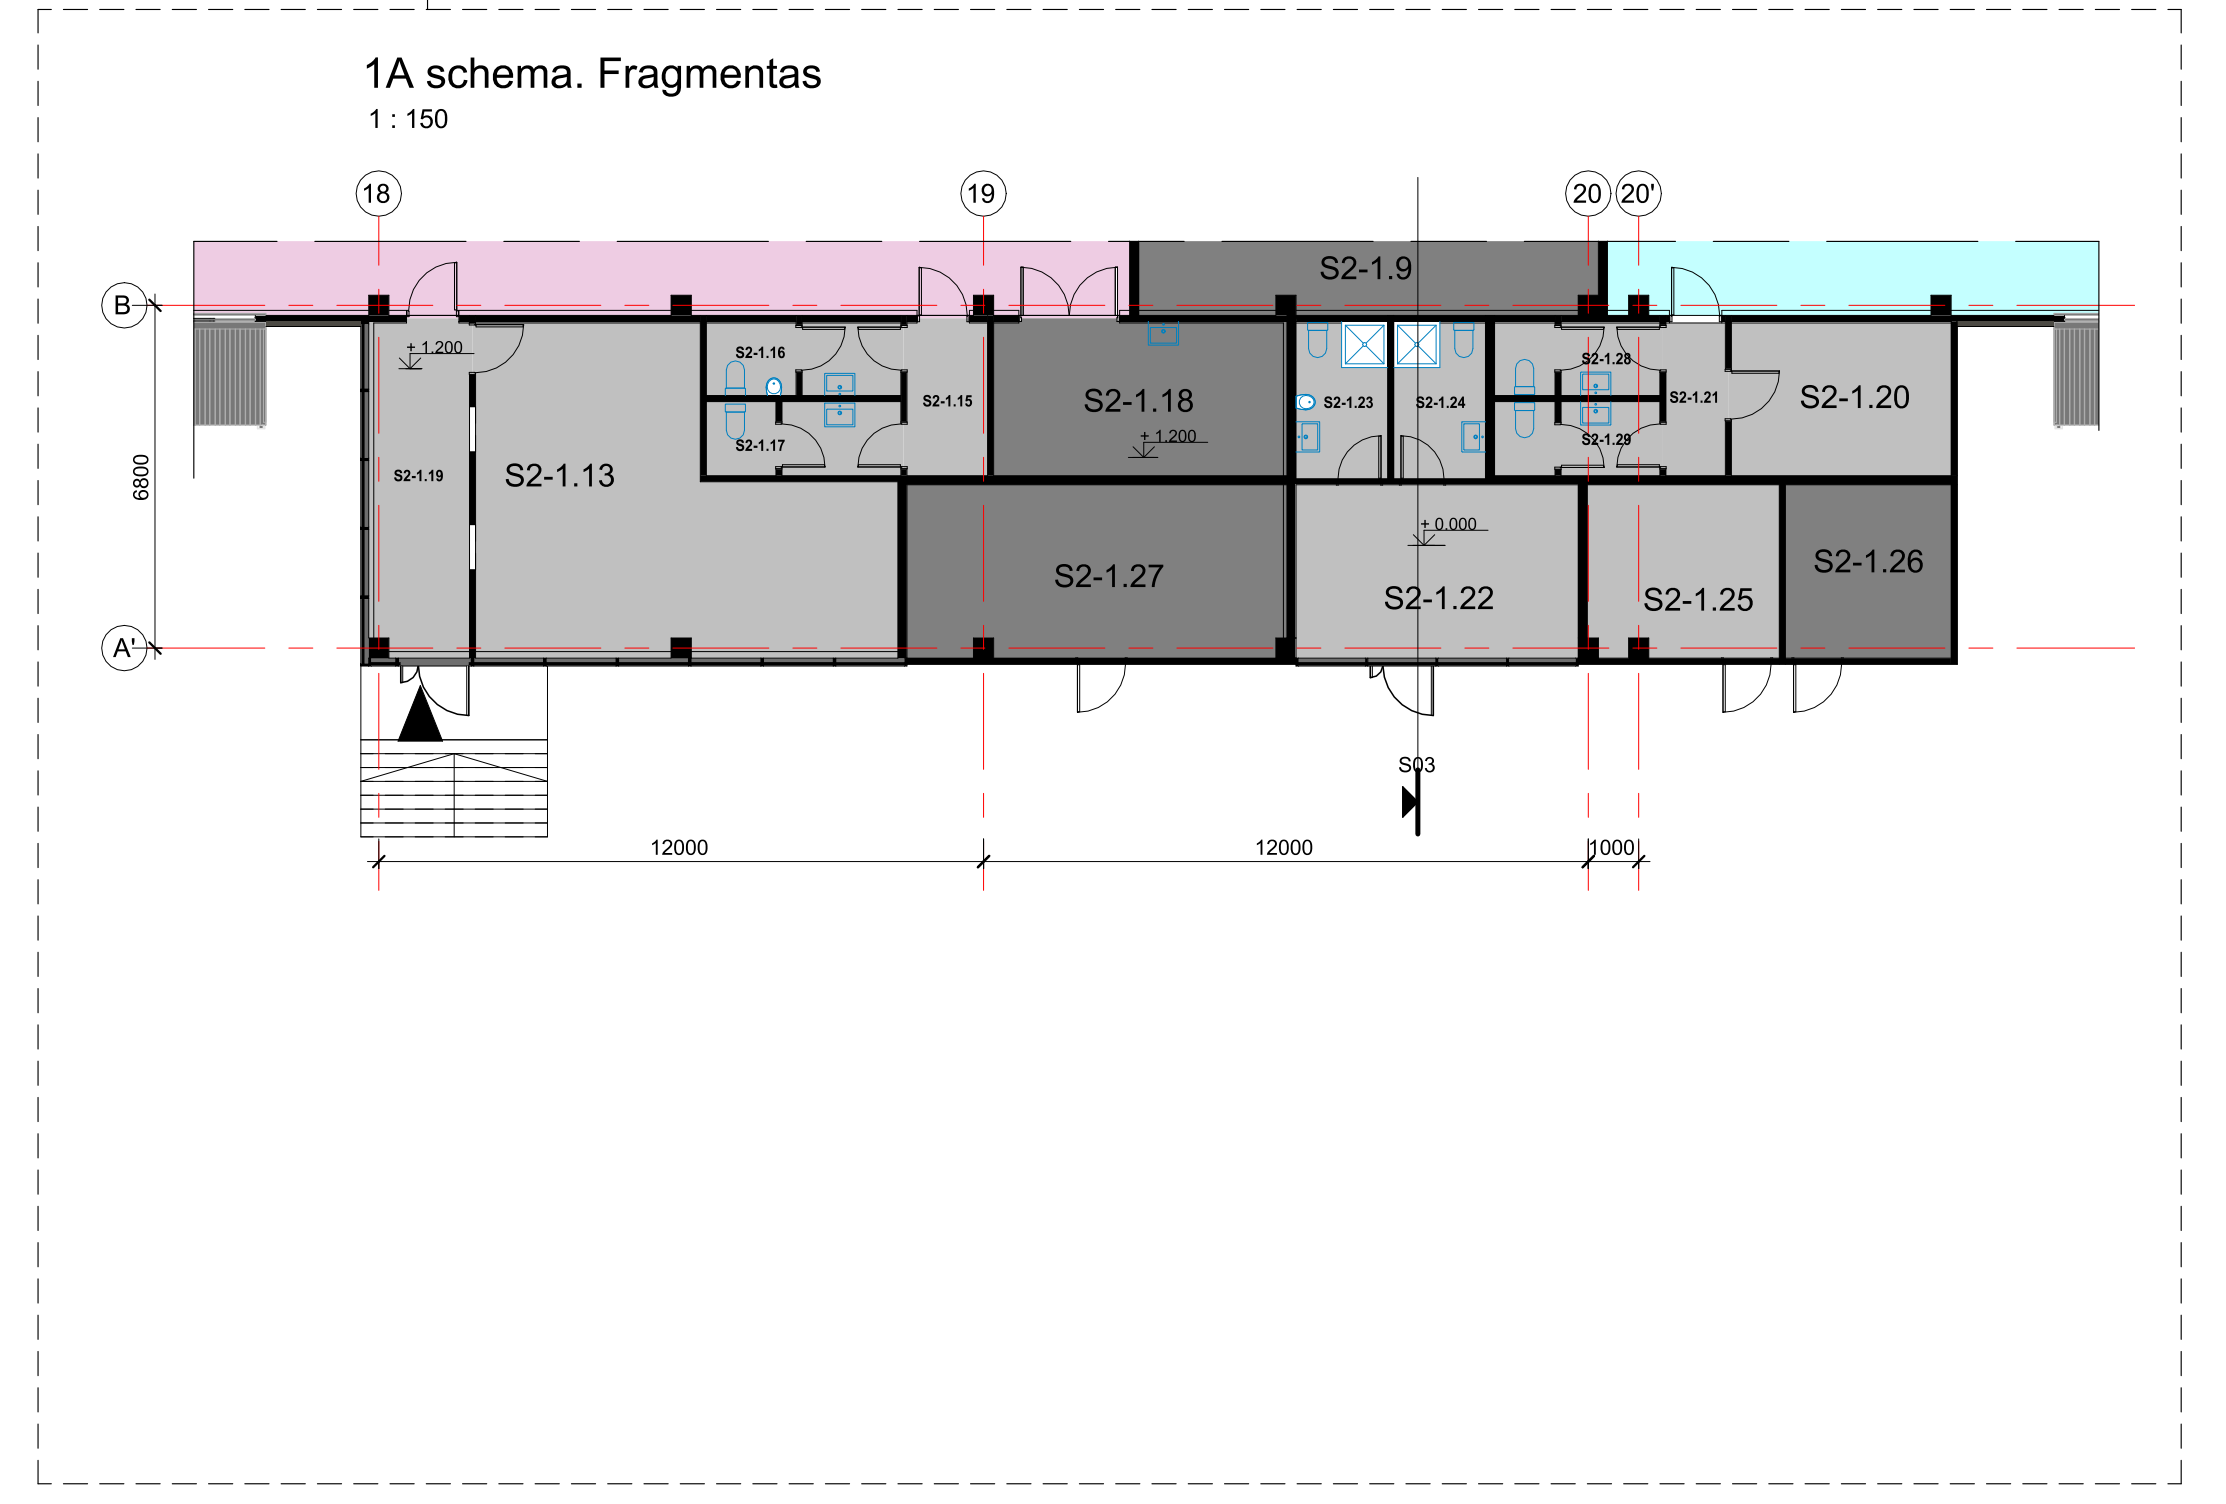 1A schema. Fragmentas
1 : 150
18
19
20
20'
B
S2-1.9
+ 1.200
S2-1.16
S2-1.28
S2-1.15
S2-1.18
S2-1.23
S2-1.24
S2-1.21
S2-1.20
+ 1.200
S2-1.17
S2-1.29
S2-1.19
S2-1.13
6800
+ 0.000
S2-1.27
S2-1.22
S2-1.25
S2-1.26
A'
S03
12000
12000
1000